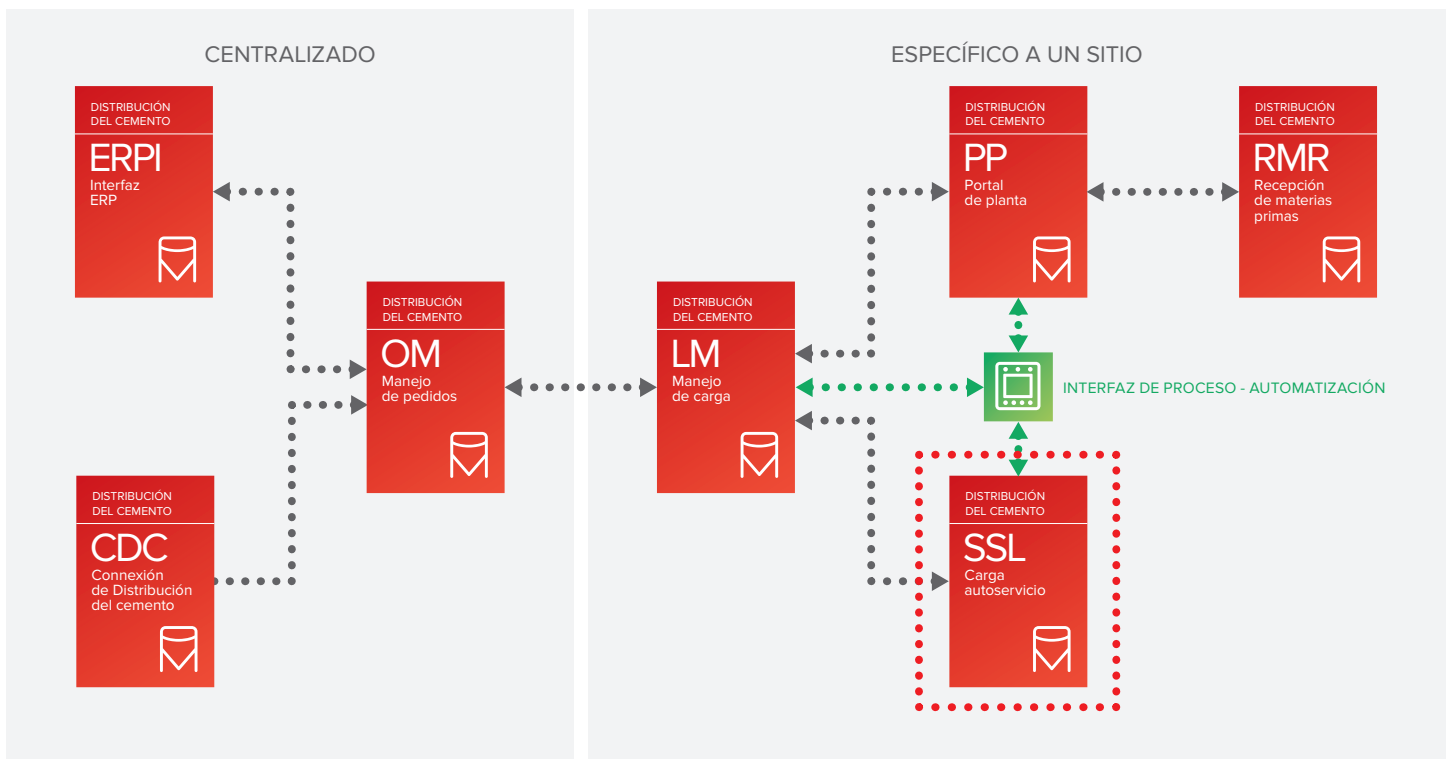 CENTRALIZADO
DISTRIBUCIÓN
DEL CEMENTO
ERPI
Interfaz
ERP
DISTRIBUCIÓN
DEL CEMENTO
OM
Manejo
de pedidos
DISTRIBUCIÓN
DEL CEMENTO
CDC
Connexión
de Distribución
del cemento
ESPECÍFICO A UN SITIO
DISTRIBUCIÓN
DEL CEMENTO
LM
Manejo
de carga
DISTRIBUCIÓN
DEL CEMENTO
PP
Portal
de planta
DISTRIBUCIÓN
DEL CEMENTO
RMR
Recepción
de materias
primas
INTERFAZ DE PROCESO - AUTOMATIZACIÓN
DISTRIBUCIÓN
DEL CEMENTO
SSL
Carga
autoservicio